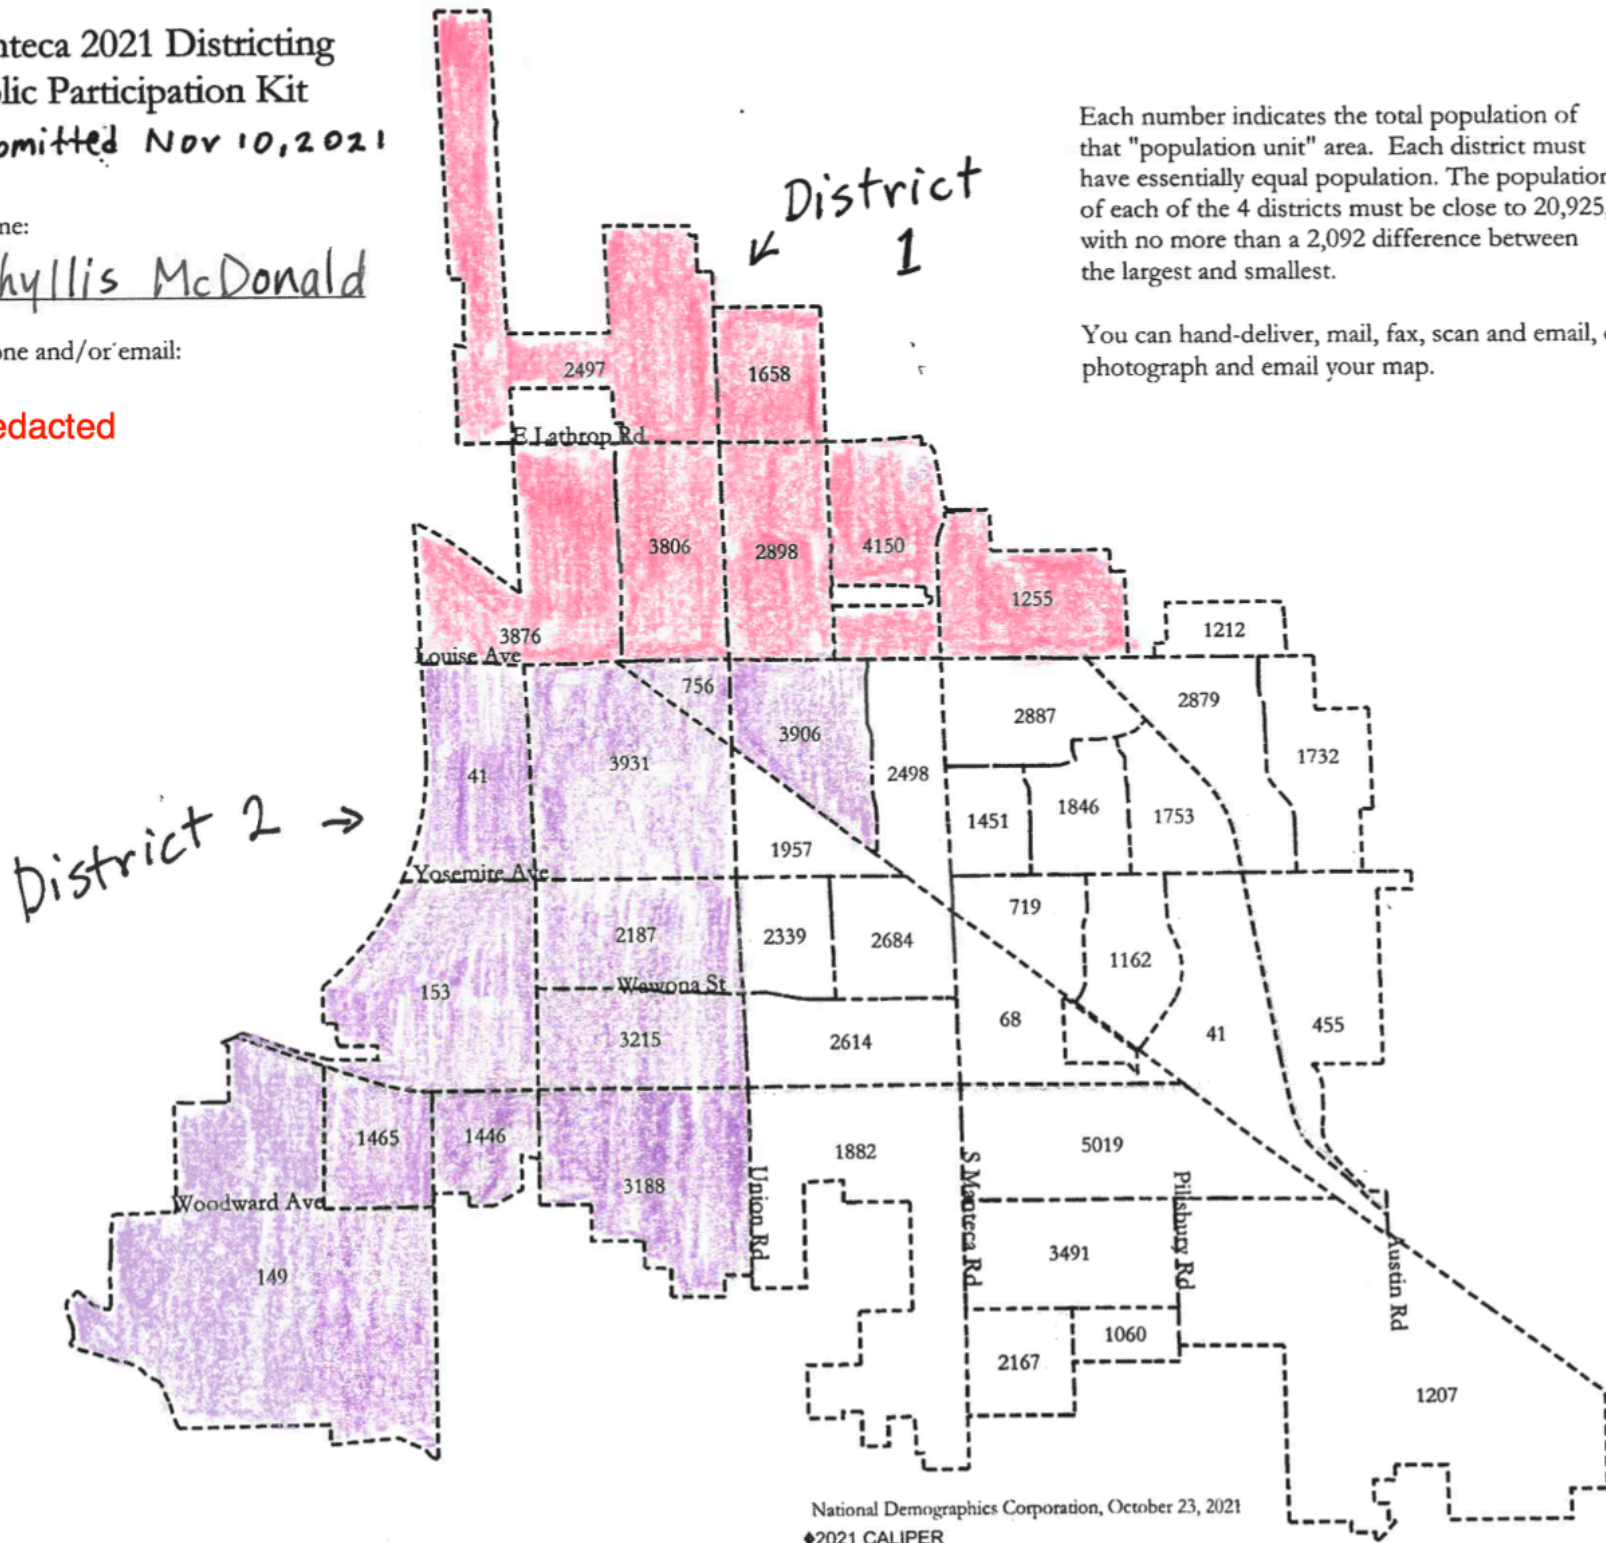 nteca 2021 Districting
lic Participation Kit
omitted Nov 10,2021
ne:
hyllis McDonald
one and/or email:
edacted
District
1
Each number indicates the total population of
that "population unit" area. Each district must
have essentially equal population. The population
of each of the 4 districts must be close to 20,925,
with no more than a 2,092 difference between
the largest and smallest.
You can hand-deliver, mail, fax, scan and email,
photograph and email your map.
2497
1658
E Lathrop Rd
3806
2898
4150
1255
3876
1212
Louise Ave
756
3906
2887
2879
41
3931
2498
1732
1451
1846
1753
District 2
1957
Yosemite Ave
719
2187
2339
2684
1162
153
Wawona St
68
455
3215
2614
41
1465
1446
1882
5019
3188
Woodward Ave
Union Rd
S Manteca Rd
Pillsbury Rd
149
3491
Austin Rd
1060
2167
1207
National Demographics Corporation, October 23, 2021
♦2021 CALIPER